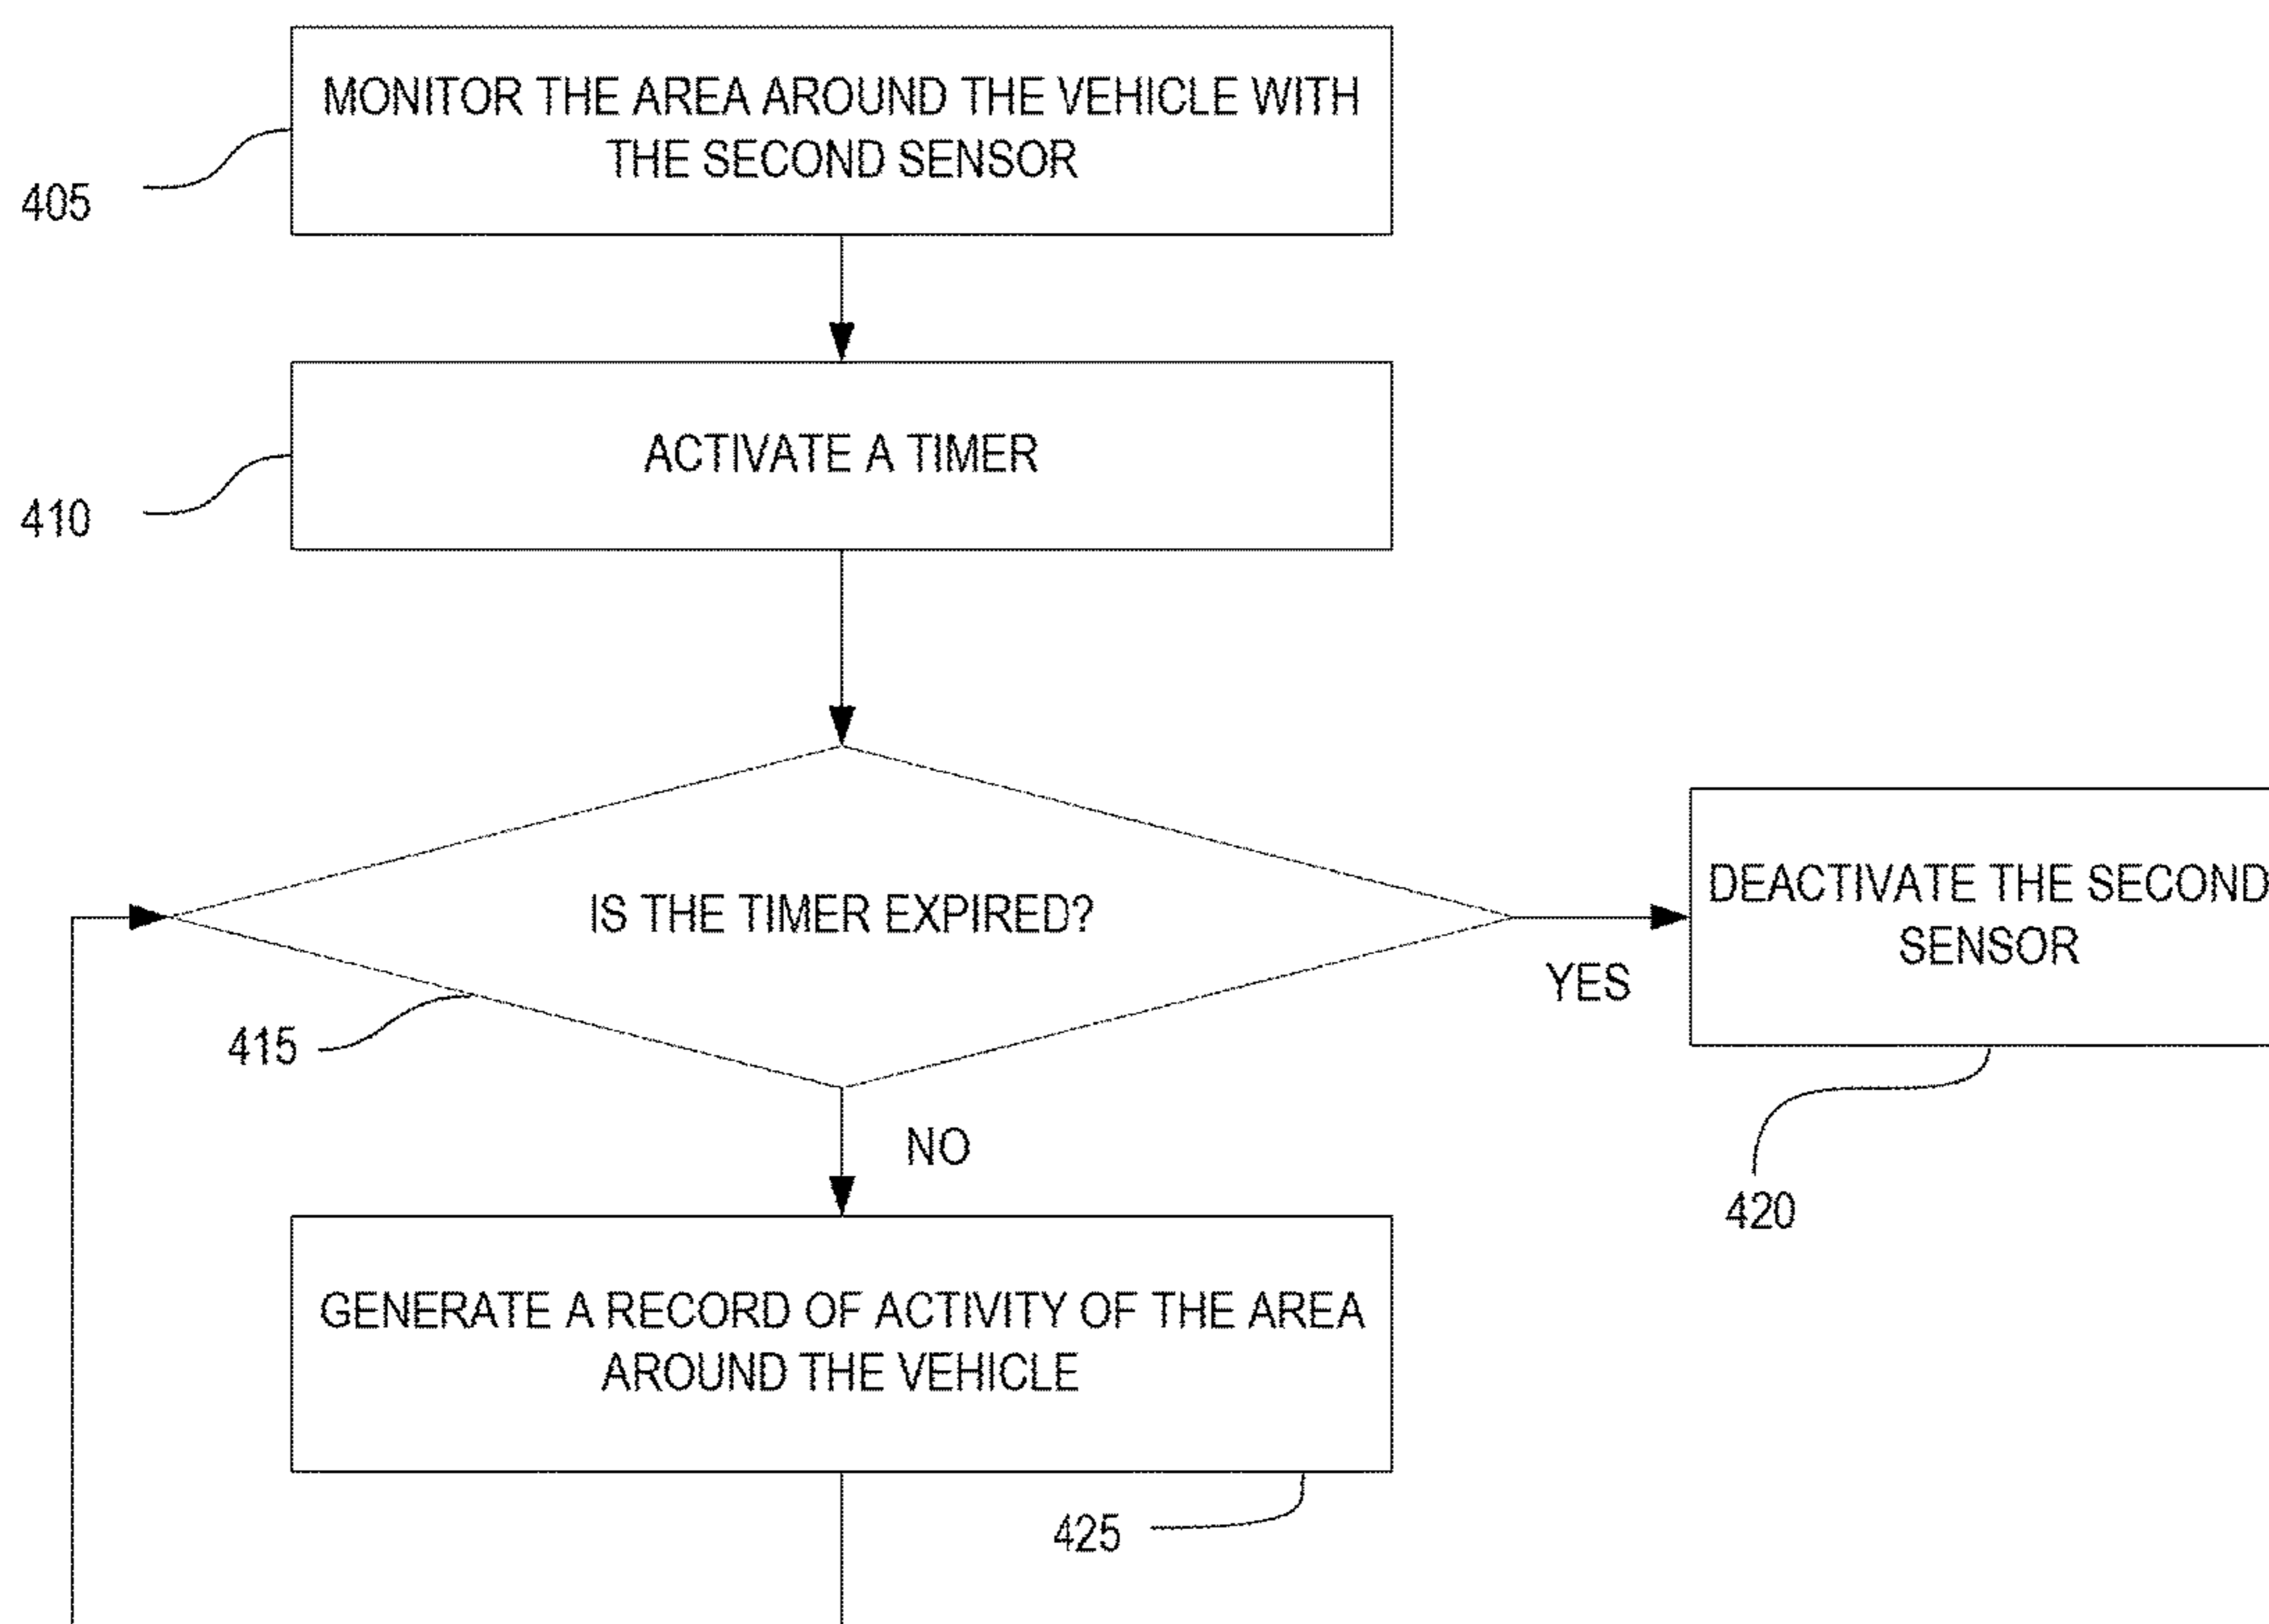 MONITOR THE AREA AROUND THE VEHICLE WITH
THE SECOND SENSOR
405
ACTIVATE A TIMER
410
IS THE TIMER EXPIRED?
DEACTIVATE THE SECOND
SENSOR
YES
415
NO
420
GENERATE A RECORD OF ACTIVITY OF THE AREA
AROUND THE VEHICLE
425